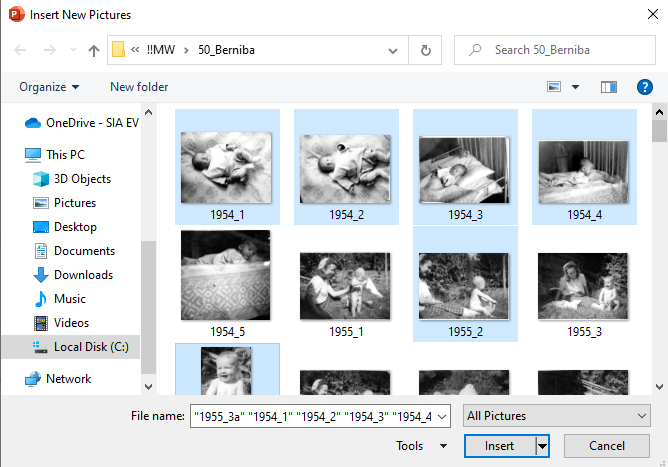 Insert New Pictures
!!MW
50_Berniba
Search 50_Berniba
Organize
New folder
OneDrive - SIA EV
This PC
3D Objects
Pictures
Desktop
Documents
Downloads
Music
Videos
Local Disk (C:)
Network
1954_1
1954_2
1954_3
1954_4
1954_5
1955_1
1955_2
1955_3
File name:
"1955_3a" "1954_1" "1954_2" "1954_3" "1954_4
All Pictures
Tools
Insert
Cancel